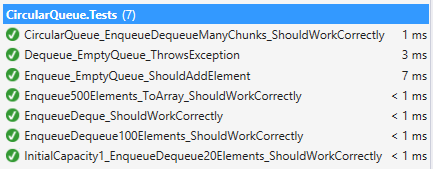 CircularQueue.Tests (7)
CircularQueue_EnqueueDequeueManyChunks_ShouldWorkCorrectly 1 ms
Dequeue_EmptyQueue_ThrowsException 3 ms
Enqueue_EmptyQueue_ShouldAddElement 7 ms
Enqueue500Elements_ToArray_ShouldWorkCorrectly < 1 ms
EnqueueDeque_ShouldWorkCorrectly < 1 ms
EnqueueDequeue100Elements_ShouldWorkCorrectly < 1 ms
InitialCapacity1_EnqueueDequeue20Elements_ShouldWorkCorrectly < 1 ms